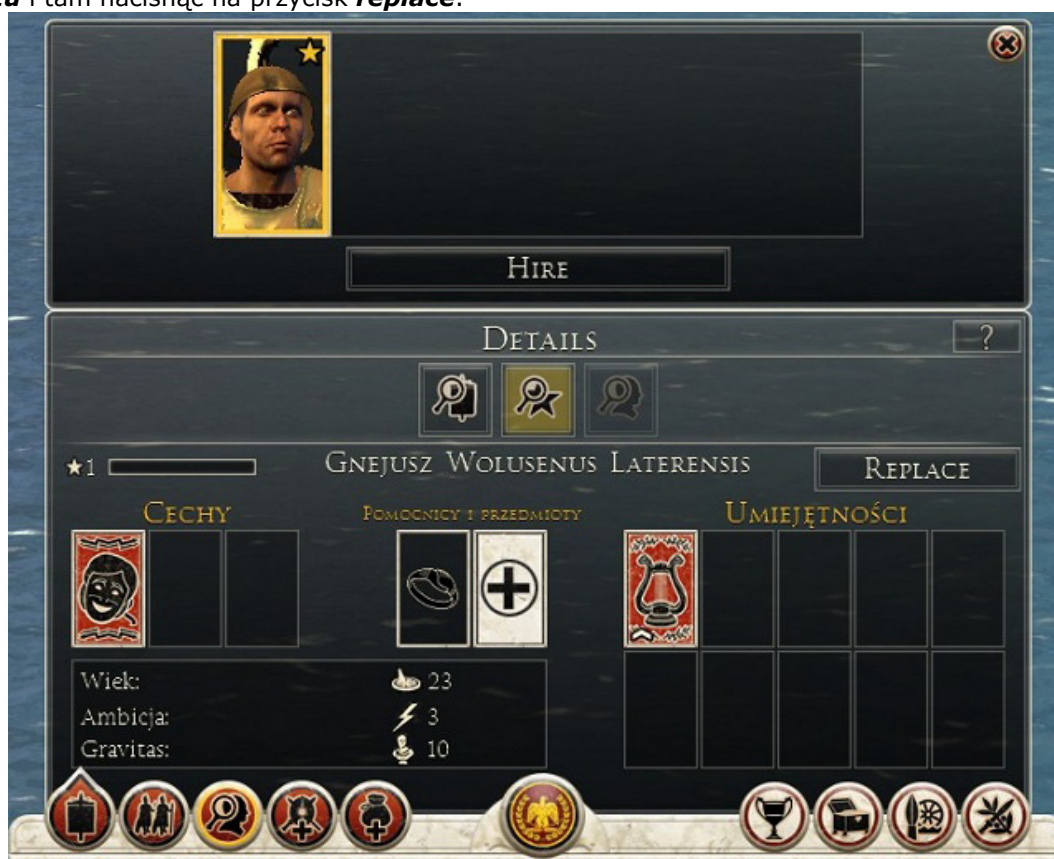 i tam nacisnąć na przycisk replace.
HIRE
DETAILS
?
1
GNEJUSZ WOLUSENUS LATERENSIS
REPLACE
CECHY
POMOCNICY I PRZEDMIOTY
UMIEJĘTNOŚCI
Wiek: 23
Ambicja: 3
Gravitas: 10